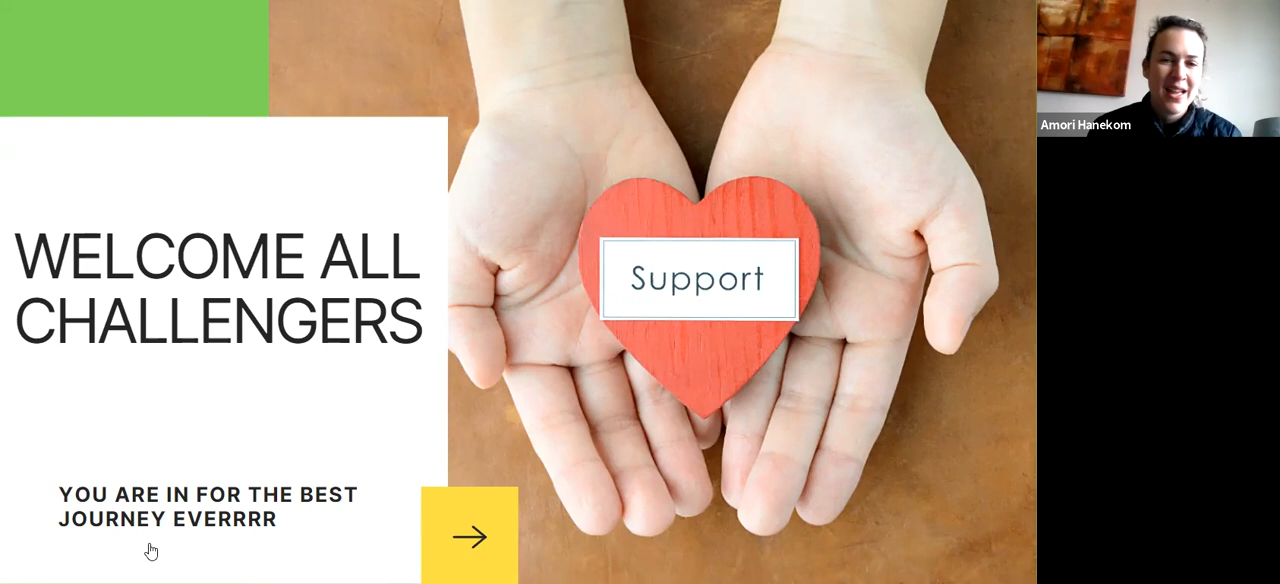 WELCOME ALL
CHALLENGERS
YOU ARE IN FOR THE BEST
JOURNEY EVERRRR
Support
Amori Hanekom